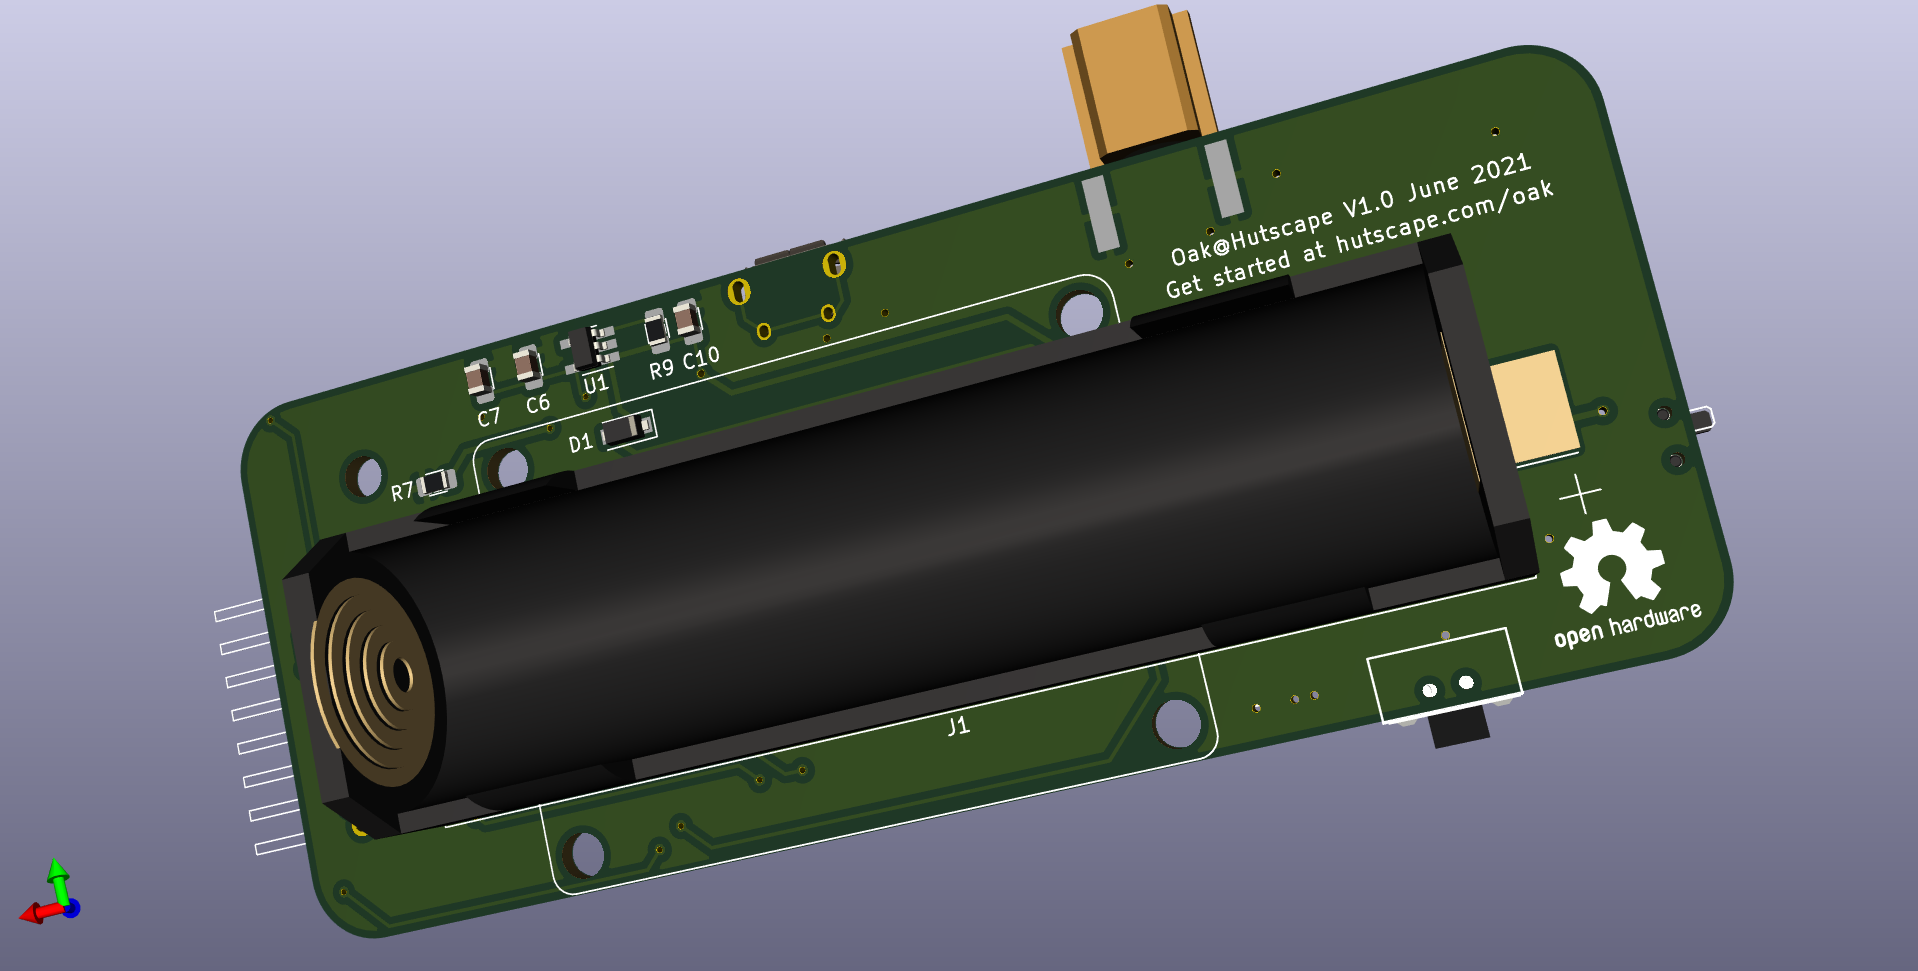 Oak@Hutscape V1.0 June 2021
Get started at hutscape.com/oak
R9 C10
U1
C6
C7
D1
R7
open hardware
J1